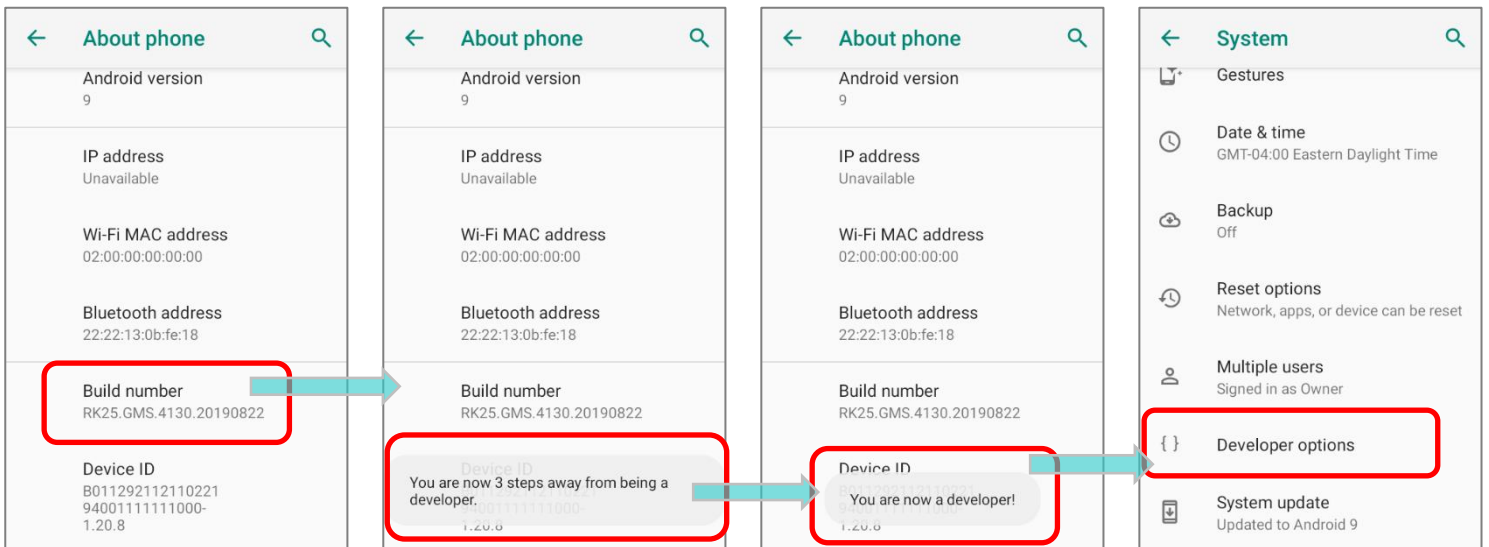 About phone
Android version
9
IP address
Unavailable
Wi-Fi MAC address
02:00:00:00:00:00
Bluetooth address
22:22:13:0b:fe:18
Build number
RK25.GMS.4130.20190822
Device ID
B011292112110221
94001111111000-
1.20.8
About phone
Android version
9
IP address
Unavailable
Wi-Fi MAC address
02:00:00:00:00:00
Bluetooth address
22:22:13:0b:fe:18
Build number
RK25.GMS.4130.20190822
Device ID
You are now 3 steps away from being a
developer.
94001111111000-
1.20.8
About phone
Android version
9
IP address
Unavailable
Wi-Fi MAC address
02:00:00:00:00:00
Bluetooth address
22:22:13:0b:fe:18
Build number
RK25.GMS.4130.20190822
Device ID
You are now a developer!
1.20.8
System
Gestures
Date & time
GMT-04:00 Eastern Daylight Time
Backup
Off
Reset options
Network, apps, or device can be reset
Multiple users
Signed in as Owner
{ } Developer options
System update
Updated to Android 9